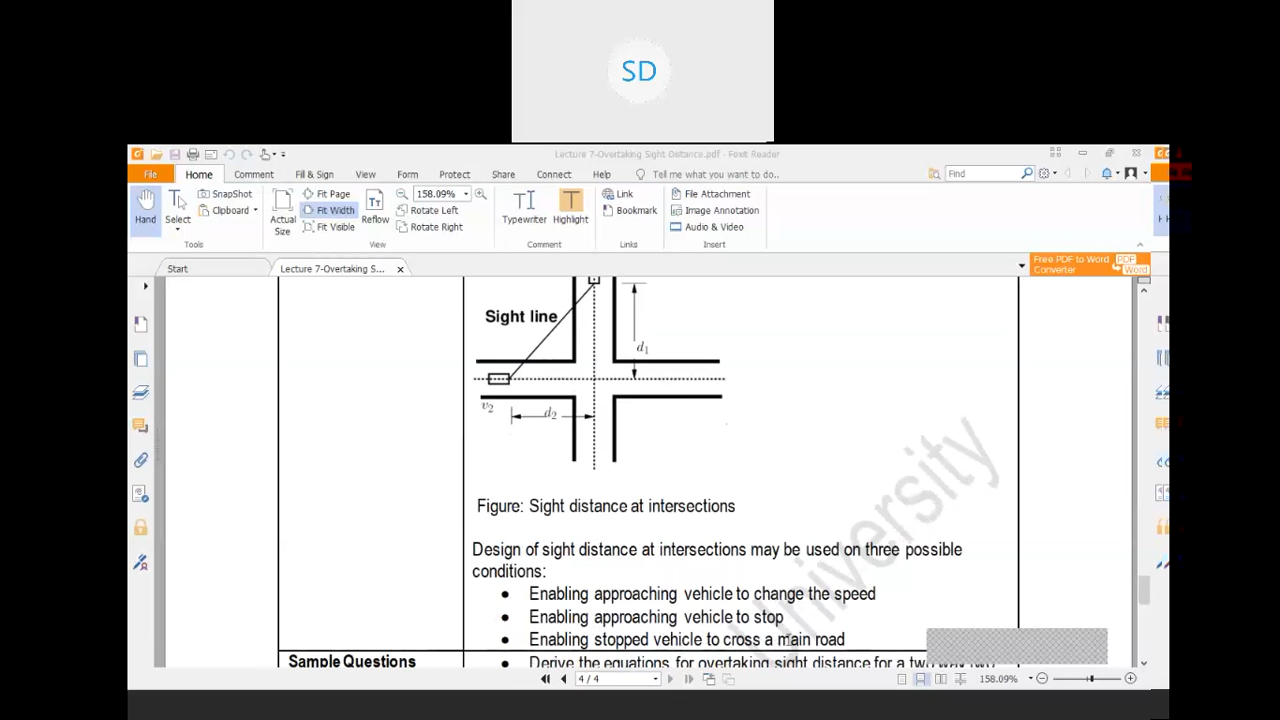 SD
Lecture 7-Overtaking Sight Distance.pdf - Foxit Reader
File Home Comment Fill & Sign View Form Protect Share Connect Help Tell me what you want to do.. Find
Hand
Select
SnapShot
Clipboard
Actual Size
Fit Page
Fit Width
Fit Visible
Reflow
158.09%
Rotate Left
Rotate Right
Typewriter
Highlight
Link
Bookmark
File Attachment
Image Annotation
Audio & Video
Tools View Comment Links Insert
Start
Lecture 7-Overtaking S...
Free PDF to Word Converter
PDF
Word
Sight line
d1
v2
d2
Figure: Sight distance at intersections
Design of sight distance at intersections may be used on three possible
conditions:
• Enabling approaching vehicle to change the speed
• Enabling approaching vehicle to stop
• Enabling stopped vehicle to cross a main road
Sample Questions
• Derive the equations for overtaking sight distance for a two way two
University
4 / 4
158.09%